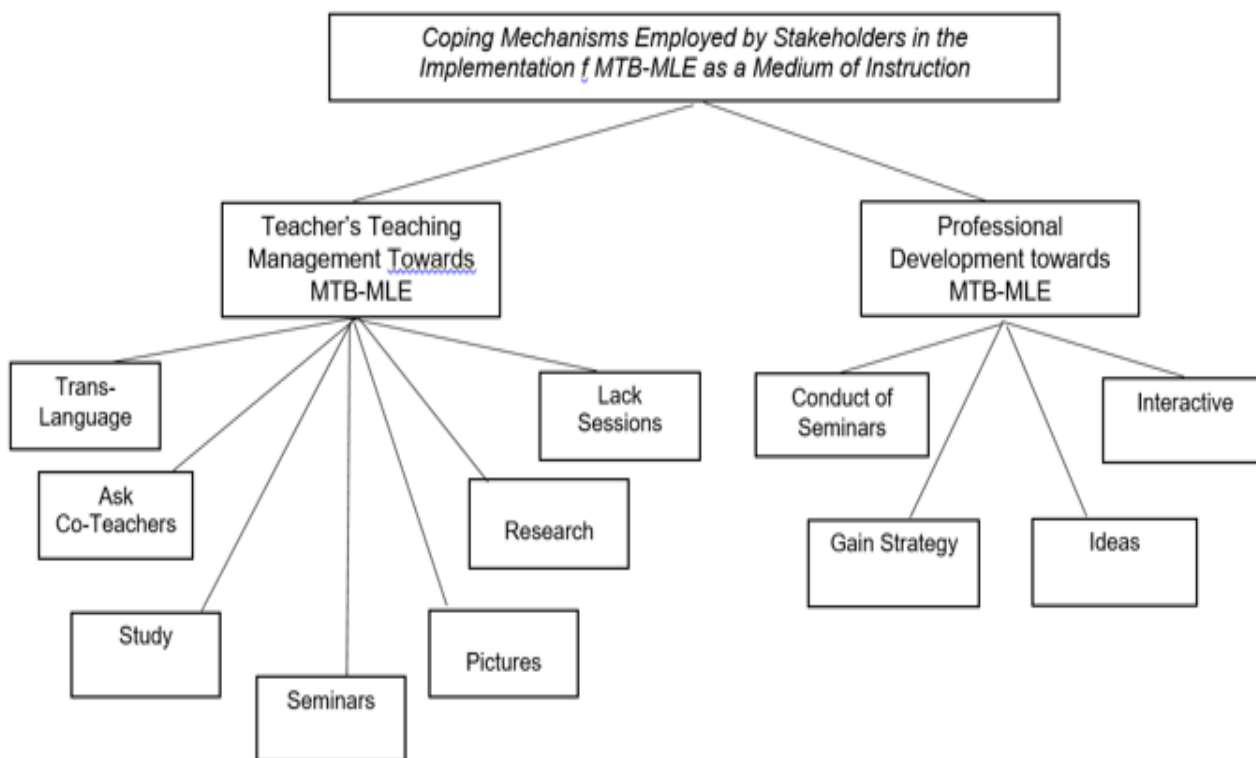 Coping Mechanisms Employed by Stakeholders in the
Implementation f MTB-MLE as a Medium of Instruction
Teacher's Teaching
Management Towards
MTB-MLE
Professional
Development towards
MTB-MLE
Trans-
Language
Lack
Sessions
Conduct of
Seminars
Interactive
Ask
Co-Teachers
Research
Gain Strategy
Ideas
Study
Pictures
Seminars